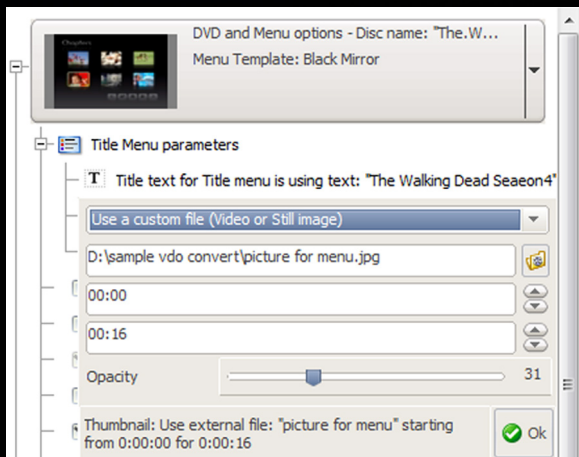 Chapters
DVD and Menu options - Disc name: "The.W...
Menu Template: Black Mirror
Title Menu parameters
T Title text for Title menu is using text: "The Walking Dead Seaeon4"
Use a custom file (Video or Still image)
D:\sample vdo convert\picture for menu.jpg
00:00
00:16
Opacity 31
Thumbnail: Use external file: "picture for menu" starting
from 0:00:00 for 0:00:16
Ok